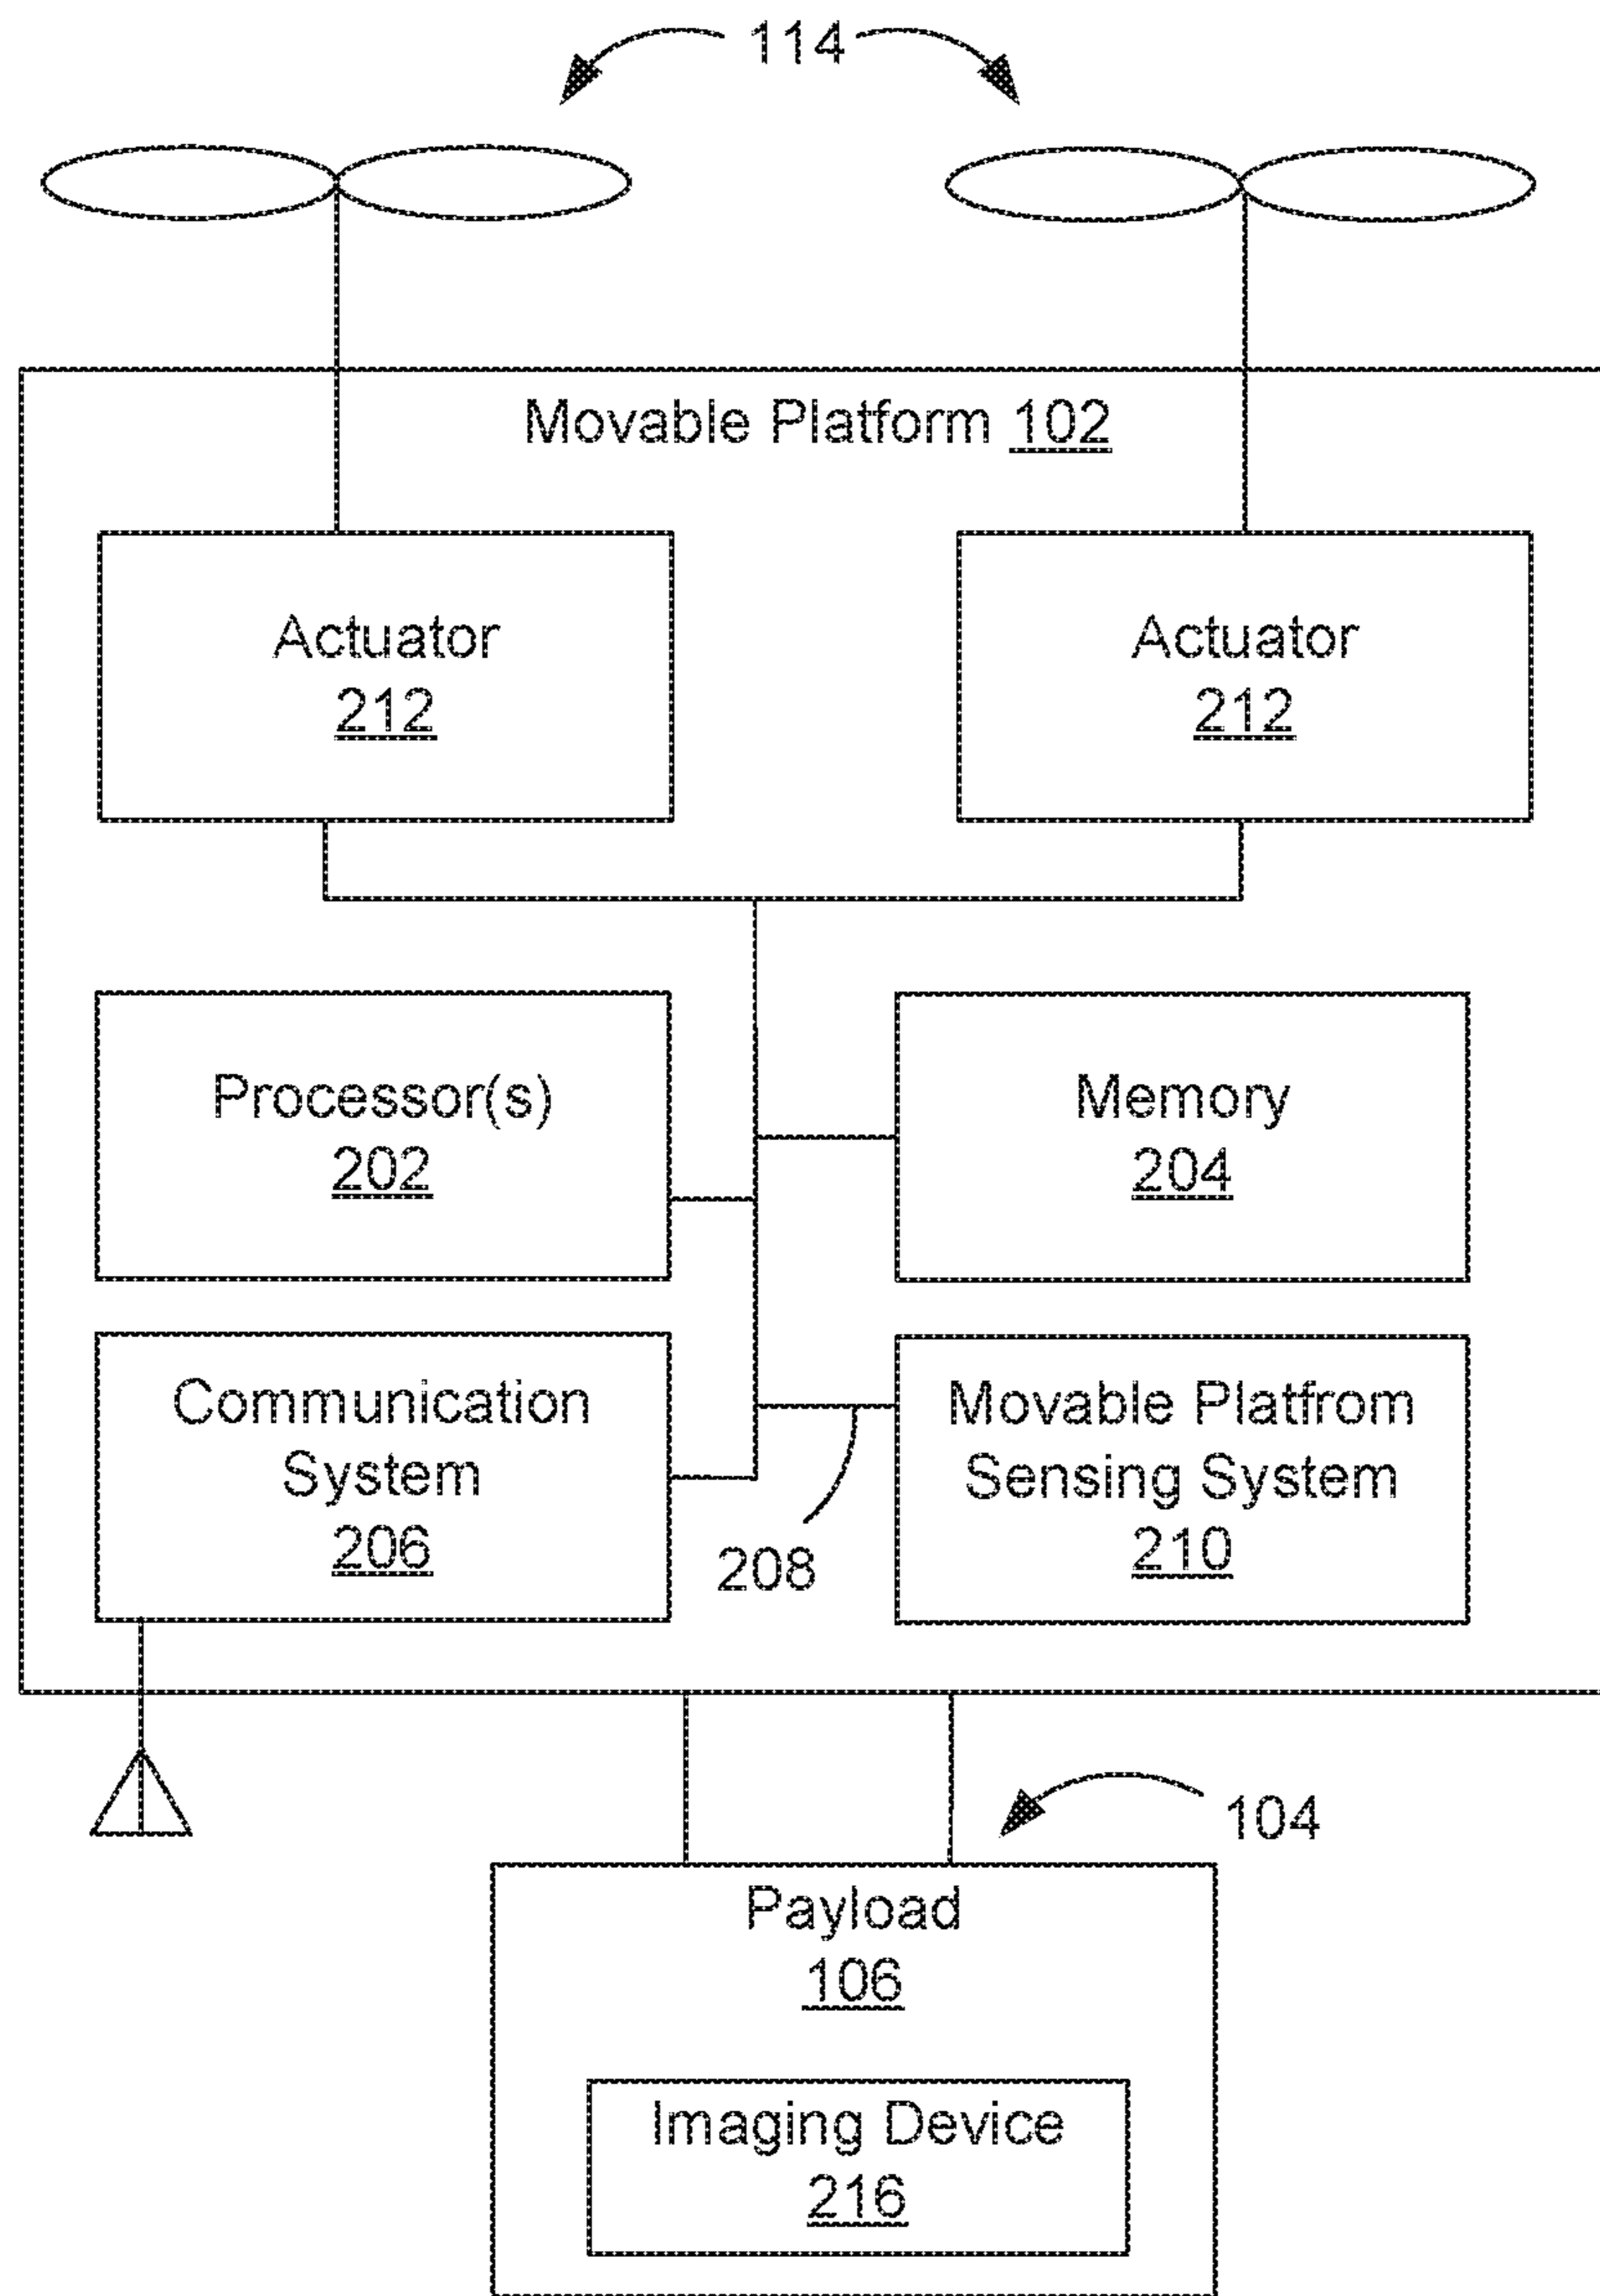 114
Movable Platform 102
Actuator
212
Actuator
212
Processor(s)
202
Memory
204
Communication
System
206
Movable Platfrom
Sensing System
210
208
104
Payload
106
Imaging Device
216